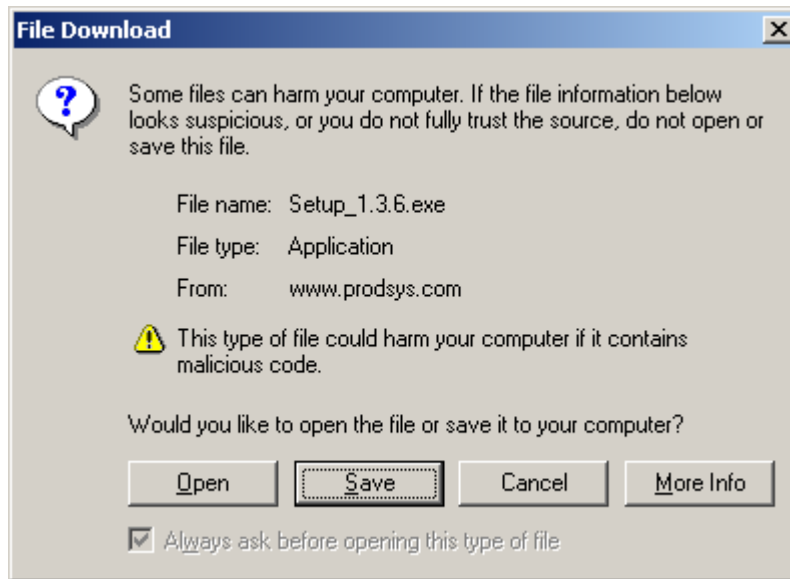 File Download
Some files can harm your computer. If the file information below
looks suspicious, or you do not fully trust the source, do not open or
save this file.
File name: Setup_1.3.6.exe
File type: Application
From: www.prodsys.com
This type of file could harm your computer if it contains
malicious code.
Would you like to open the file or save it to your computer?
Open Save Cancel More Info
Always ask before opening this type of file